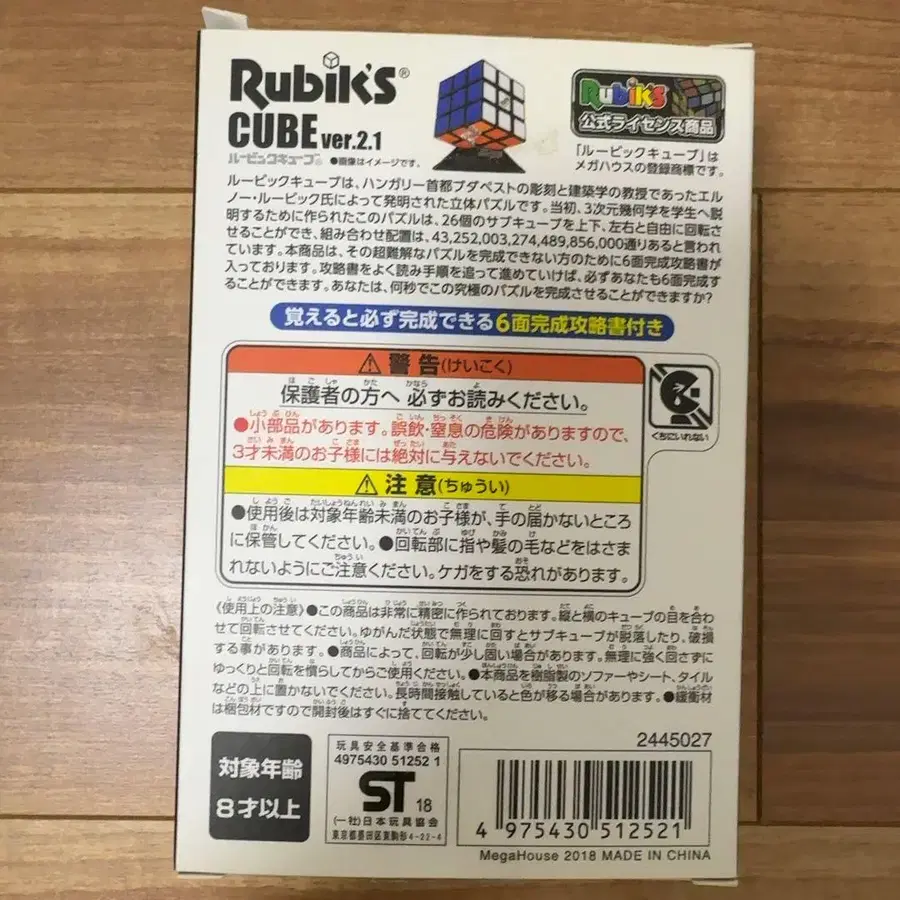 RUBIK'S®
CUBE ver.2.1
ルービックキューブ® ●画像はイメージです。
Rubik's
公式ライセンス商品
「ルービックキューブ」は
メガハウスの登録商標です。
ルービックキューブは、ハンガリー首都ブダペストの彫刻と建築学の教授であったエル
ノー・ルービック氏によって発明された立体パズルです。当初、3次元幾何学を学生へ説
明するために作られたこのパズルは、26個のサブキューブを上下、左右と自由に回転さ
せることができ、組み合わせ配置は、43,252,003,274,489,856,000通りあると言われ
ています。本商品は、その超難解なパズルを完成できない方のために6面完成攻略書が
入っております。攻略書をよく読み手順を追って進めていけば、必ずあなたも6面完成す
ることができます。あなたは、何秒でこの究極のパズルを完成させることができますか?
覚えると必ず完成できる6面完成攻略書付き
⚠警告(けいこく)
保護者の方へ 必ずお読みください。
●小部品があります。誤飲・窒息の危険がありますので、
3才未満のお子様には絶対に与えないでください。
くちにいれない
⚠注意(ちゅうい)
●使用後は対象年齢未満のお子様が、手の届かないところ
に保管してください。●回転部に指や髪の毛などをはさま
れないようにご注意ください。ケガをする恐れがあります。
《使用上の注意》●この商品は非常に精密に作られております。縦と横のキューブの目を合わ
せて回転させてください。ゆがんだ状態で無理に回すとサブキューブが脱落したり、破損
する事があります。●商品によって、回転が少し固い場合があります。無理に強く回さずに
ゆっくりと回転を慣らしてからご使用ください。●本商品を樹脂製のソファーやシート、タイル
などの上に置かないでください。長時間接触していると色が移る場合があります。●緩衝材
は梱包材ですので開封後はすぐに捨ててください。
対象年齢
8才以上
玩具安全基準合格
4975430 51252 1
ST 18
(一社)日本玩具協会
東京都墨田区東駒形4-22-4
2445027
4 975430 512521
MegaHouse 2018 MADE IN CHINA